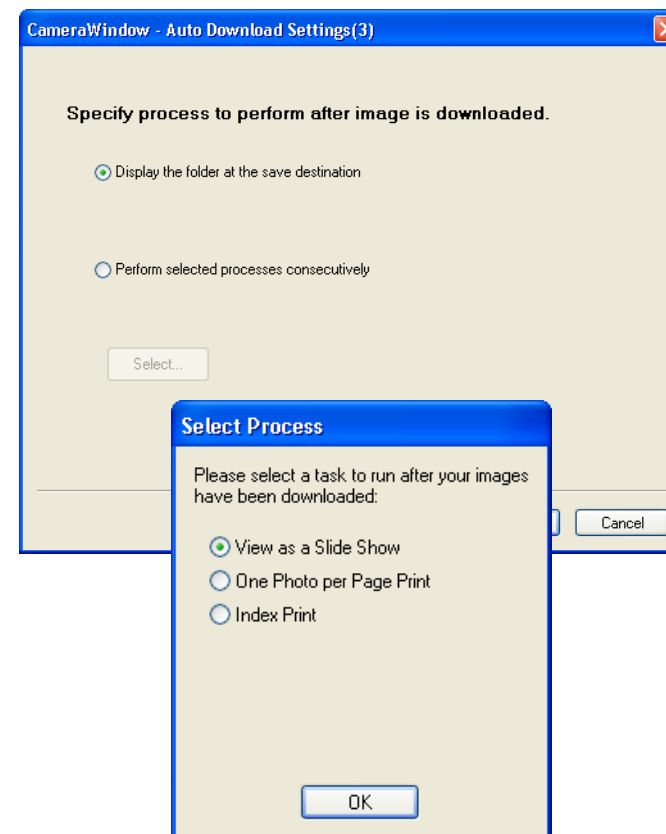 CameraWindow - Auto Download Settings(3)
Specify process to perform after image is downloaded.
Display the folder at the save destination
Perform selected processes consecutively
Select...
Cancel
Select Process
Please select a task to run after your images
have been downloaded:
View as a Slide Show
One Photo per Page Print
Index Print
OK